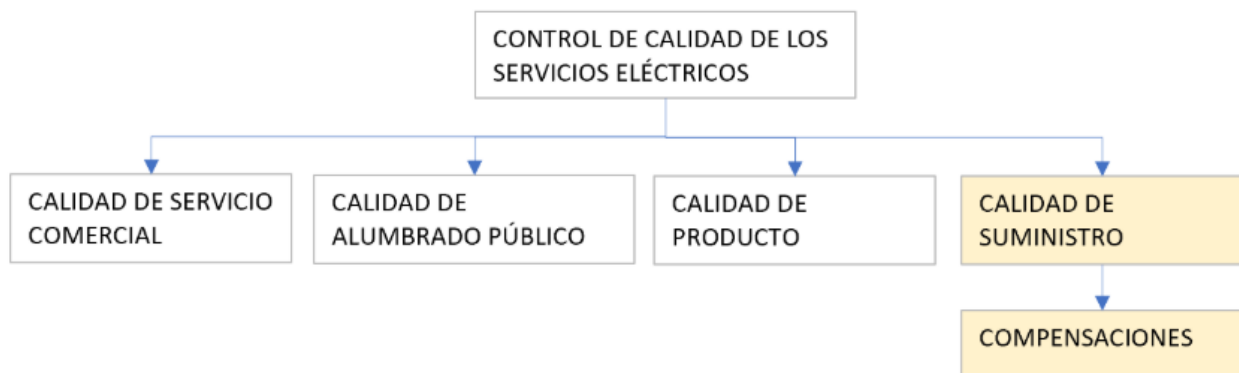 CONTROL DE CALIDAD DE LOS
SERVICIOS ELÉCTRICOS
CALIDAD DE SERVICIO
COMERCIAL
CALIDAD DE
ALUMBRADO PÚBLICO
CALIDAD DE
PRODUCTO
CALIDAD DE
SUMINISTRO
COMPENSACIONES